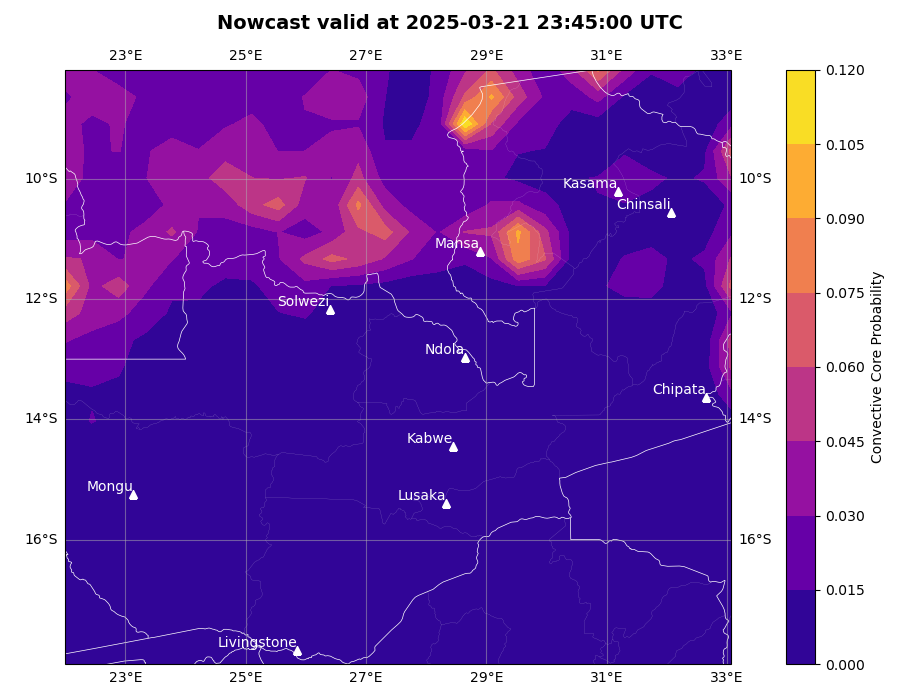 Nowcast valid at 2025-03-21 23:45:00 UTC
23°E 25°E 27°E 29°E 31°E 33°E
0.120
0.105
10°S Kasama 10°S
Chinsali
0.090
Mansa
0.075
12°S Solwezi 12°S
Ndola
0.060
Chipata
14°S 14°S
Kabwe
0.045
Mongu
Lusaka
0.030
16°S 16°S
0.015
Livingstone
0.000
23°E 25°E 27°E 29°E 31°E 33°E
Convective Core Probability